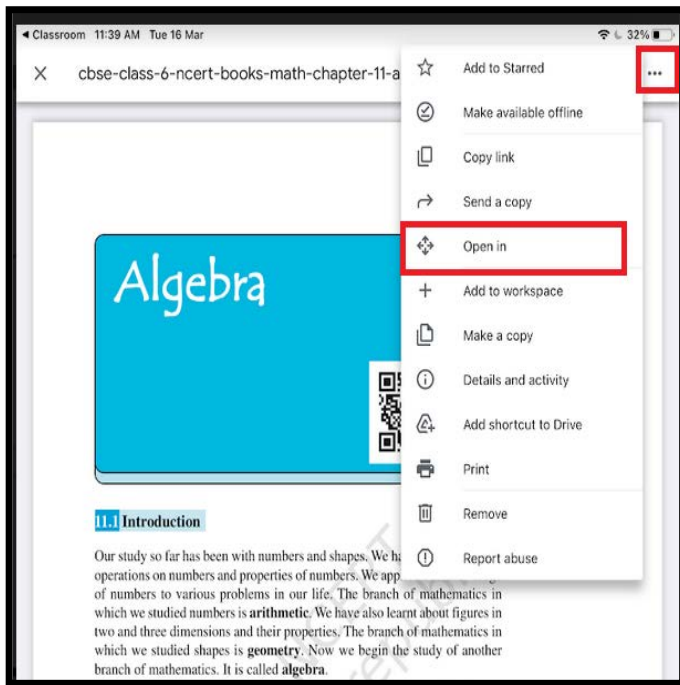 ◂ Classroom 11:39 AM Tue 16 Mar 32%
cbse-class-6-ncert-books-math-chapter-11-a
Add to Starred
Make available offline
Copy link
Send a copy
Open in
Add to workspace
Make a copy
Details and activity
Add shortcut to Drive
Print
Remove
Report abuse
Algebra
11.1 Introduction
Our study so far has been with numbers and shapes. We
operations on numbers and properties of numbers. We
of numbers to various problems in our life. The branch of mathematics in
which we studied numbers is arithmetic. We have also learnt about figures in
two and three dimensions and their properties. The branch of mathematics in
which we studied shapes is geometry. Now we begin the study of another
branch of mathematics. It is called algebra.